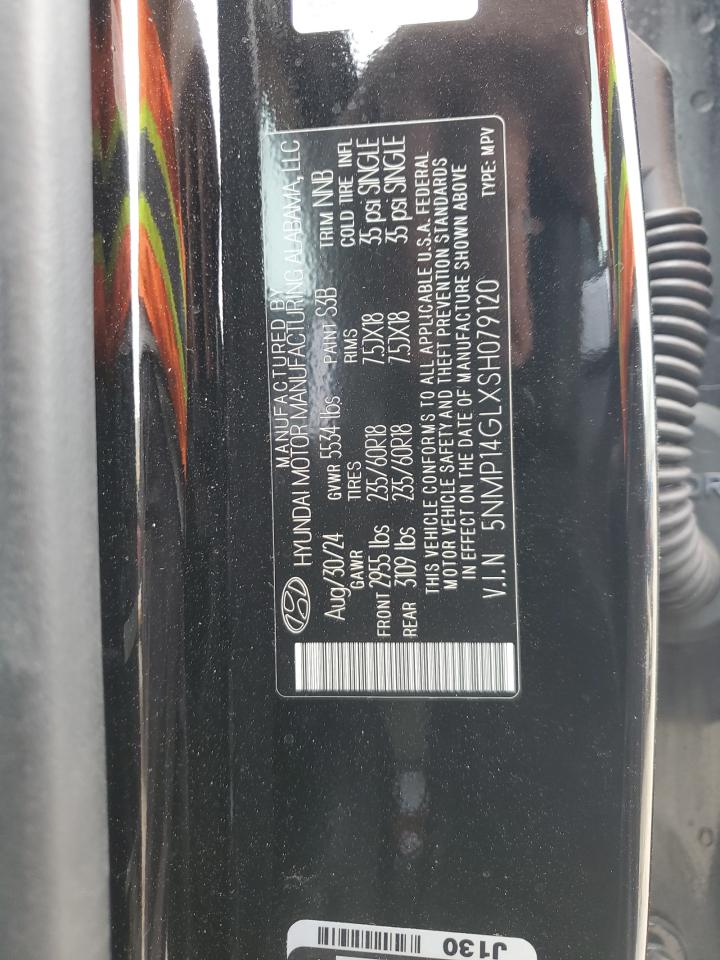 MANUFACTURED BY
HYUNDAI MOTOR MANUFACTURING ALABAMA, LLC
Aug/30/24 GVWR 5534 lbs PAINT S3B TRIM NNB
GAWR TIRES RIMS COLD TIRE INFL
FRONT 2955 lbs 235/60R18 7.5JX18 35 psi SINGLE
REAR 3109 lbs 235/60R18 7.5JX18 35 psi SINGLE
THIS VEHICLE CONFORMS TO ALL APPLICABLE U.S.A. FEDERAL
MOTOR VEHICLE SAFETY AND THEFT PREVENTION STANDARDS
IN EFFECT ON THE DATE OF MANUFACTURE SHOWN ABOVE
V.I.N 5NMP14GLXSH079120 TYPE: MPV
J130